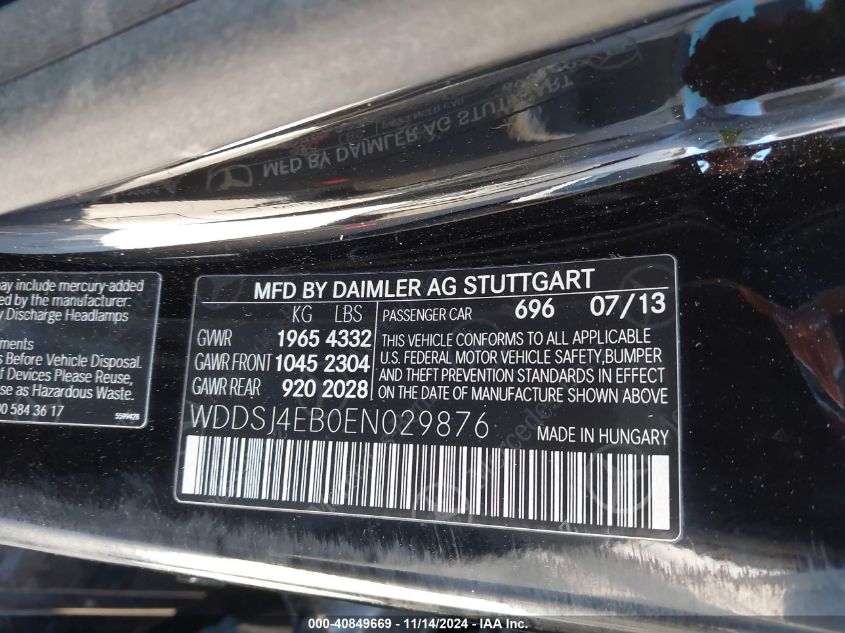 MFD BY DAIMLER AG STUTTGART
may include mercury-added
by the manufacturer:
Discharge Headlamps
Before Vehicle Disposal.
of Devices Please Reuse,
se as Hazardous Waste.
00 584 36 17
5599428
MFD BY DAIMLER AG STUTTGART
KG LBS PASSENGER CAR 696 07/13
GVWR 1965 4332
GAWR FRONT 1045 2304
GAWR REAR 920 2028
THIS VEHICLE CONFORMS TO ALL APPLICABLE
U.S. FEDERAL MOTOR VEHICLE SAFETY,BUMPER
AND THEFT PREVENTION STANDARDS IN EFFECT
ON THE DATE OF MANUFACTURE SHOWN ABOVE
WDDSJ4EB0EN029876 MADE IN HUNGARY
000-40849669 - 11/14/2024 - IAA Inc.